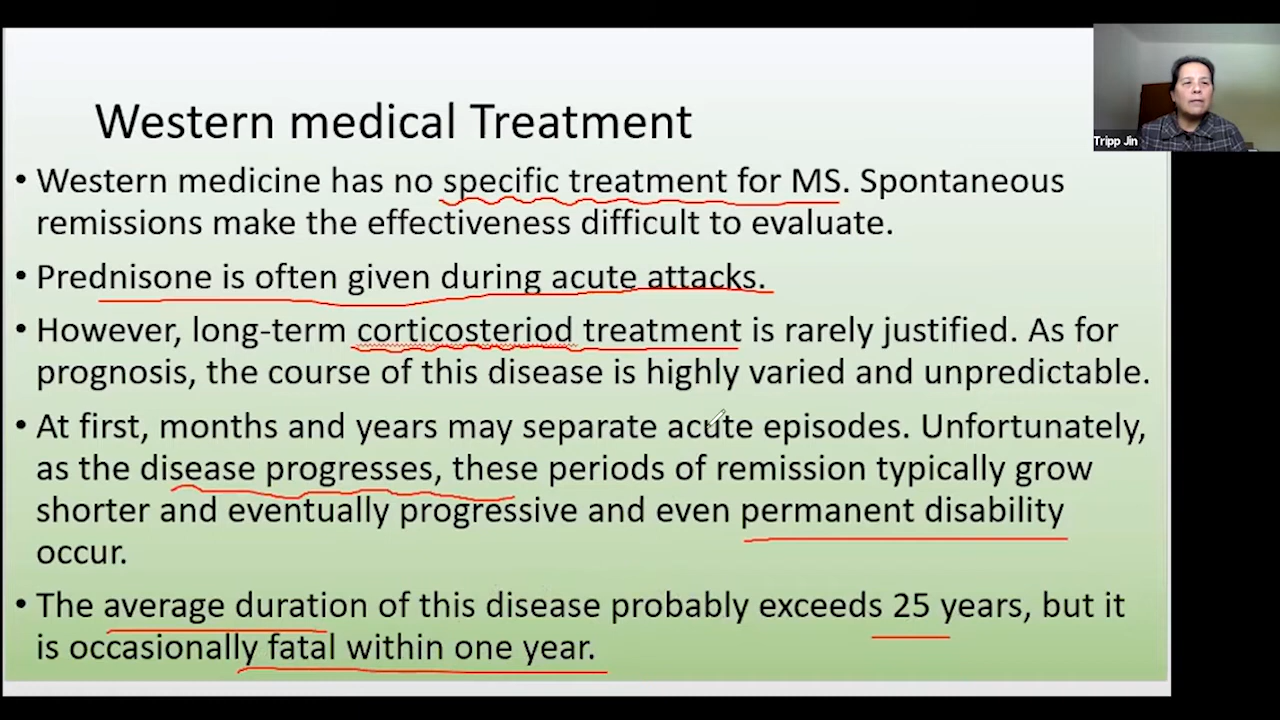 Western medical Treatment
• Western medicine has no specific treatment for MS. Spontaneous
remissions make the effectiveness difficult to evaluate.
• Prednisone is often given during acute attacks.
• However, long-term corticosteriod treatment is rarely justified. As for
prognosis, the course of this disease is highly varied and unpredictable.
• At first, months and years may separate acute episodes. Unfortunately,
as the disease progresses, these periods of remission typically grow
shorter and eventually progressive and even permanent disability
occur.
• The average duration of this disease probably exceeds 25 years, but it
is occasionally fatal within one year.
Tripp Jin